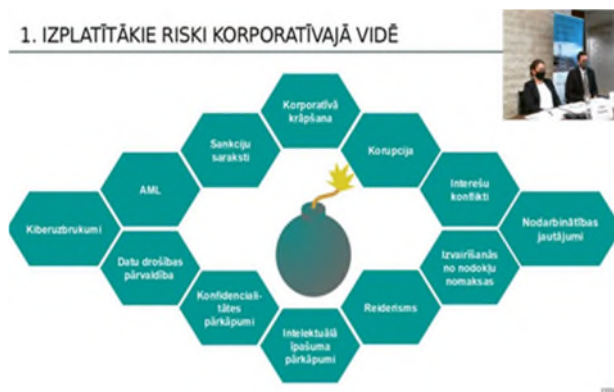 1. IZPLATĪTĀKIE RISKI KORPORATĪVAJĀ VIDĒ
Korporatīvā
krāpšana
Sankciju
saraksti
Korupcija
AML
Interešu
konflikti
Kiberuzbrukumi
Nodarbinātības
jautājumi
Datu drošības
pārvaldība
Izvairīšanās
no nodokļu
nomaksas
Konfidenciali-
tātes
pārkāpumi
Reiderisms
Intelektuālā
īpašuma
pārkāpumi